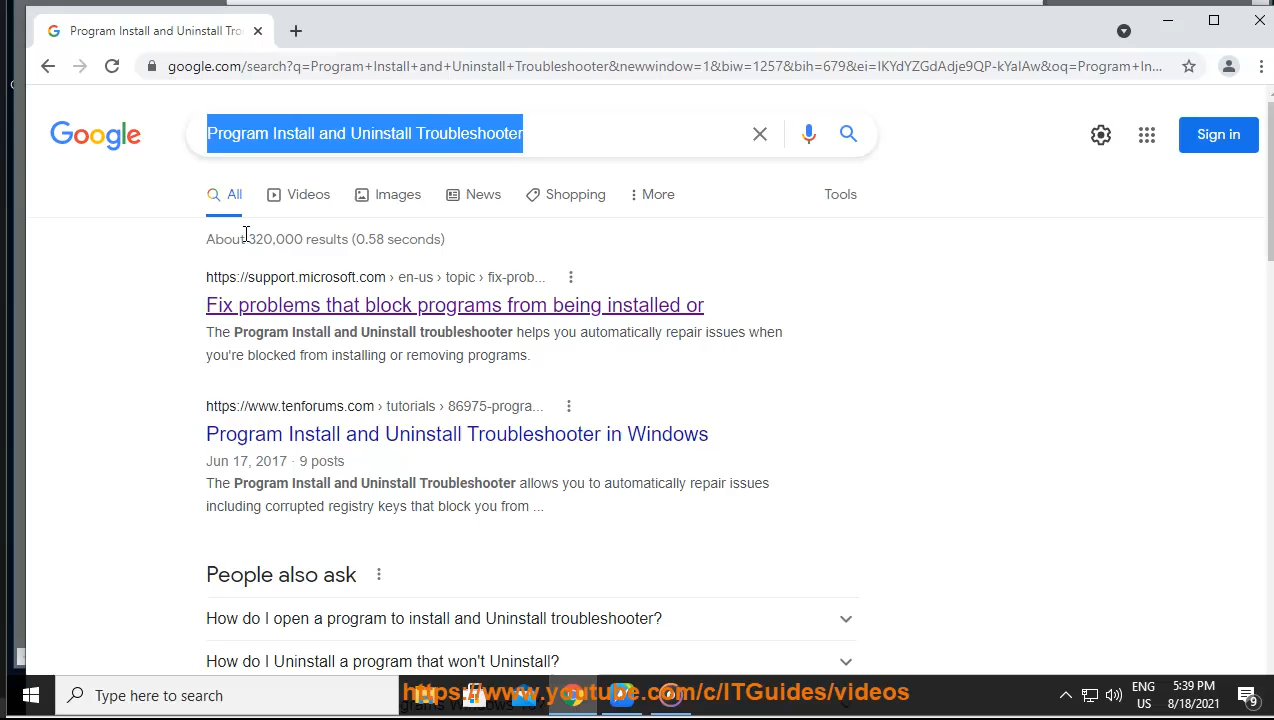 Program Install and Uninstall Tro
google.com/search?q=Program+Install+and+Uninstall+Troubleshooter&newwindow=1&biw=1257&bih=679&ei=IKYdYZGdAdje9QP-kYaIAw&oq=Program+In...
Google
Program Install and Uninstall Troubleshooter
Sign in
All
Videos
Images
News
Shopping
More
Tools
About 320,000 results (0.58 seconds)
https://support.microsoft.com › en-us › topic › fix-prob...
Fix problems that block programs from being installed or
The Program Install and Uninstall troubleshooter helps you automatically repair issues when
you're blocked from installing or removing programs.
https://www.tenforums.com › tutorials › 86975-progra...
Program Install and Uninstall Troubleshooter in Windows
Jun 17, 2017 · 9 posts
The Program Install and Uninstall Troubleshooter allows you to automatically repair issues
including corrupted registry keys that block you from ...
People also ask
How do I open a program to install and Uninstall troubleshooter?
How do I Uninstall a program that won't Uninstall?
Type here to search
https://www.youtube.com/c/ITGuides/videos
ENG
US
5:39 PM
8/18/2021
9